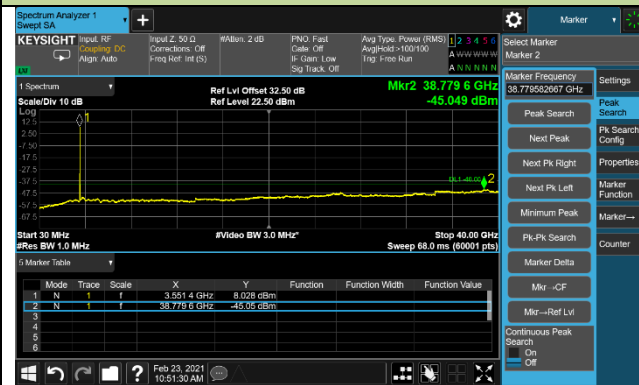 Spectrum Analyzer 1
Swept SA
+
Marker
KEYSIGHT Input: RF Input Z: 50 Ω #Atten: 2 dB PNO: Fast Avg Type: Power (RMS) 1 2 3 4 5 6
Coupling: DC Corrections: Off Gate: Off Avg|Hold:>100/100 A W W W W W
Align: Auto Freq Ref: Int (S) IF Gain: Low Trig: Free Run
Sig Track: Off A N N N N N
Select Marker
Marker 2
1 Spectrum
Ref Lvl Offset 32.50 dB Mkr2 38.779 6 GHz
Scale/Div 10 dB Ref Level 22.50 dBm -45.049 dBm
Log
12.5
2.50
-7.50
-17.5
-27.5
-37.5
-47.5
-57.5
-67.5
1
2
Start 30 MHz #Video BW 3.0 MHz* Stop 40.00 GHz
#Res BW 1.0 MHz Sweep 68.0 ms (60001 pts)
5 Marker Table
Mode Trace Scale X Y Function Function Width Function Value
1 N 1 f 3.551 4 GHz 8.028 dBm
2 N 1 f 38.779 6 GHz -45.05 dBm
3
4
5
6
Feb 23, 2021
10:51:30 AM
?
Marker Frequency
38.779582667 GHz
Peak Search
Next Peak
Next Pk Right
Next Pk Left
Minimum Peak
Pk-Pk Search
Marker Delta
Mkr→CF
Mkr→Ref Lvl
Continuous Peak
Search
On
Off
Settings
Peak
Search
Pk Search
Config
Properties
Marker
Function
Marker→
Counter